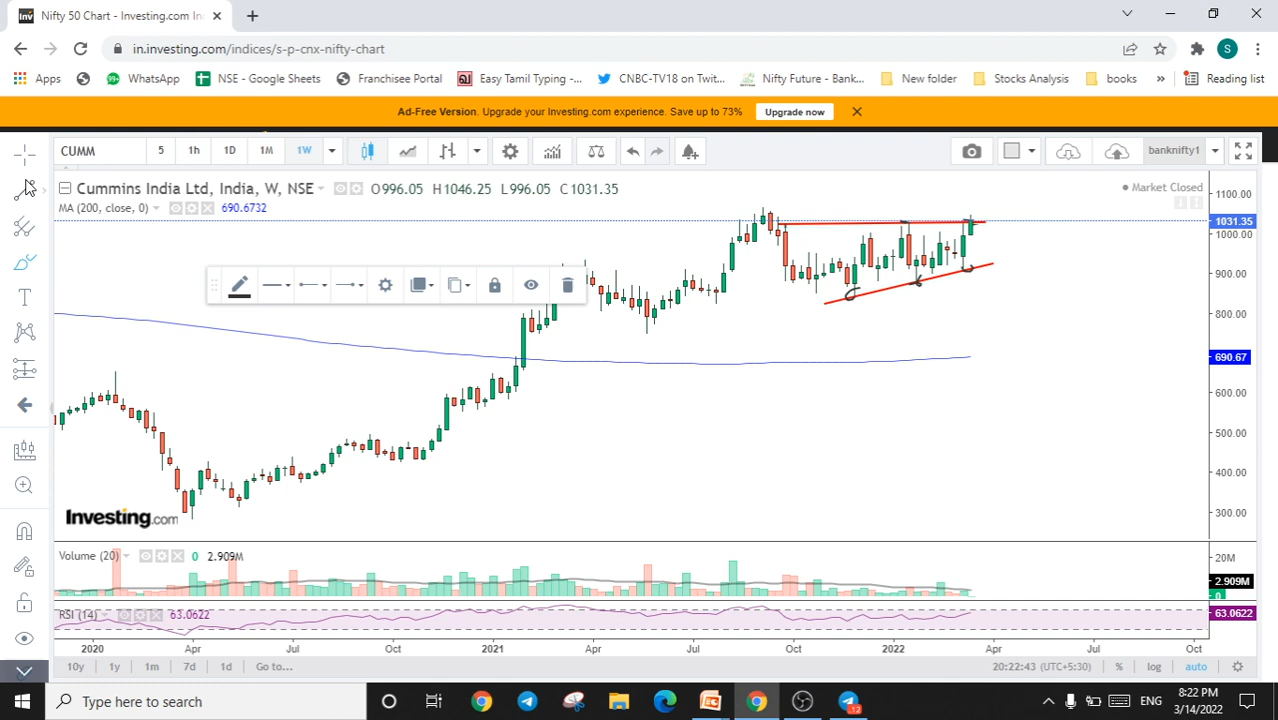 Nifty 50 Chart - Investing.com In
in.investing.com/indices/s-p-cnx-nifty-chart
Apps WhatsApp NSE - Google Sheets Franchisee Portal Easy Tamil Typing -... CNBC-TV18 on Twit... Nifty Future - Bank... New folder Stocks Analysis books » Reading list
Ad-Free Version. Upgrade your Investing.com experience. Save up to 73% Upgrade now
CUMM 5 1h 1D 1M 1W banknifty1
Cummins India Ltd, India, W, NSE O996.05 H1046.25 L996.05 C1031.35
Market Closed
MA (200, close, 0) 690.6732
1100.00
1031.35
1000.00
900.00
800.00
690.67
600.00
500.00
400.00
300.00
Investing.com
Volume (20) 0 2.909M
20M
2.909M
0
RSI (14) 63.0622
63.0622
2020 Apr Jul Oct 2021 Apr Jul Oct 2022 Apr Jul Oct
10y 1y 1m 7d 1d Go to... 20:22:43 (UTC+5:30) % log auto
Type here to search
12
ENG
8:22 PM
3/14/2022